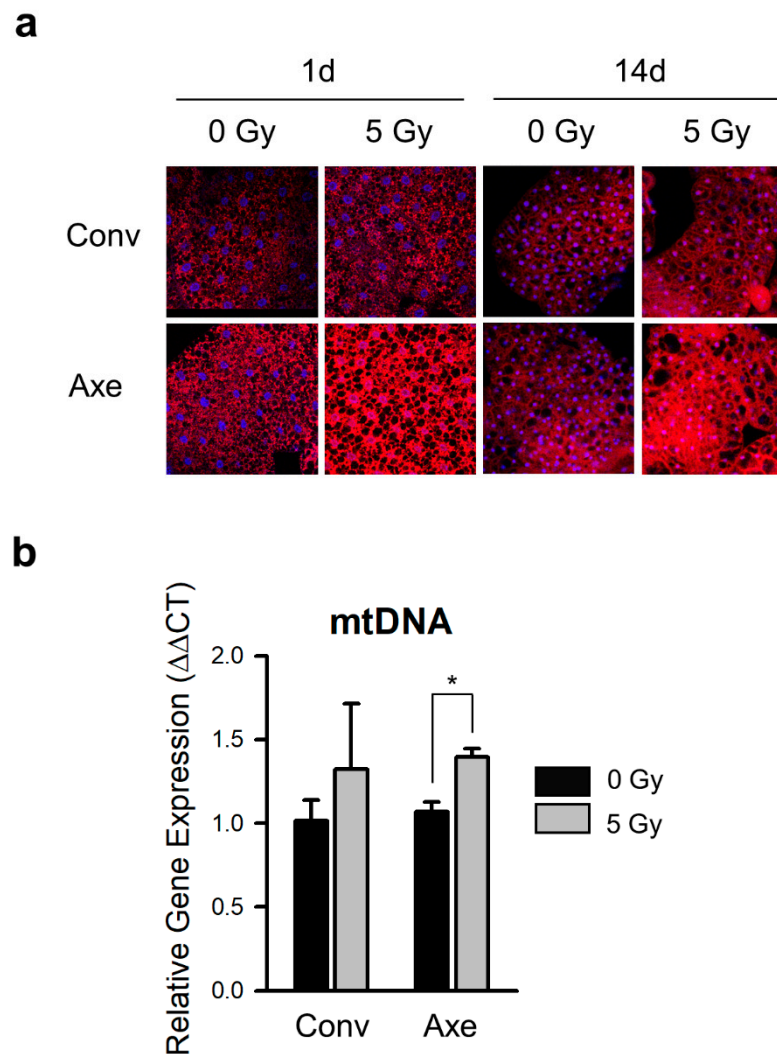 a
1d 14d
0 Gy 5 Gy 0 Gy 5 Gy
Conv
Axe
b
mtDNA
Relative Gene Expression (ΔΔCT)
2.0
1.5
1.0
0.5
0.0
*
0 Gy
5 Gy
Conv Axe